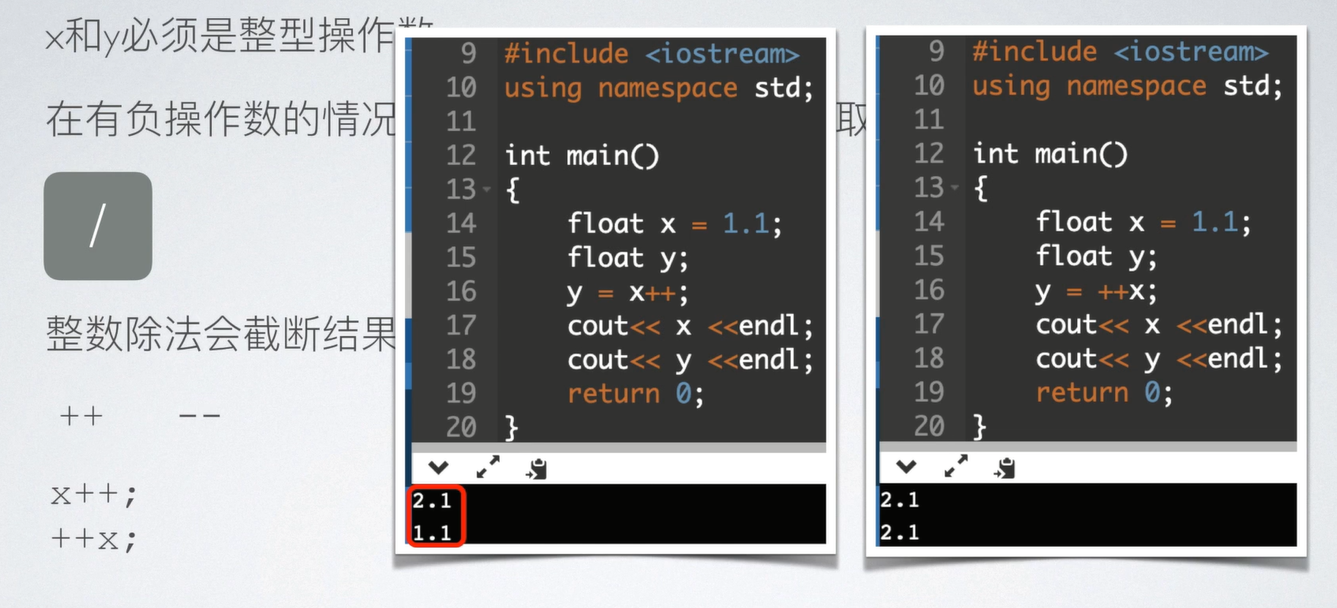 x和y必须是整型操作数
在有负操作数的情况
取
/
整数除法会截断结果
++ --
x++;
++x;
9 #include <iostream>
10 using namespace std;
11
12 int main()
13 {
14 float x = 1.1;
15 float y;
16 y = x++;
17 cout<< x <<endl;
18 cout<< y <<endl;
19 return 0;
20 }
2.1
1.1
9 #include <iostream>
10 using namespace std;
11
12 int main()
13 {
14 float x = 1.1;
15 float y;
16 y = ++x;
17 cout<< x <<endl;
18 cout<< y <<endl;
19 return 0;
20 }
2.1
2.1